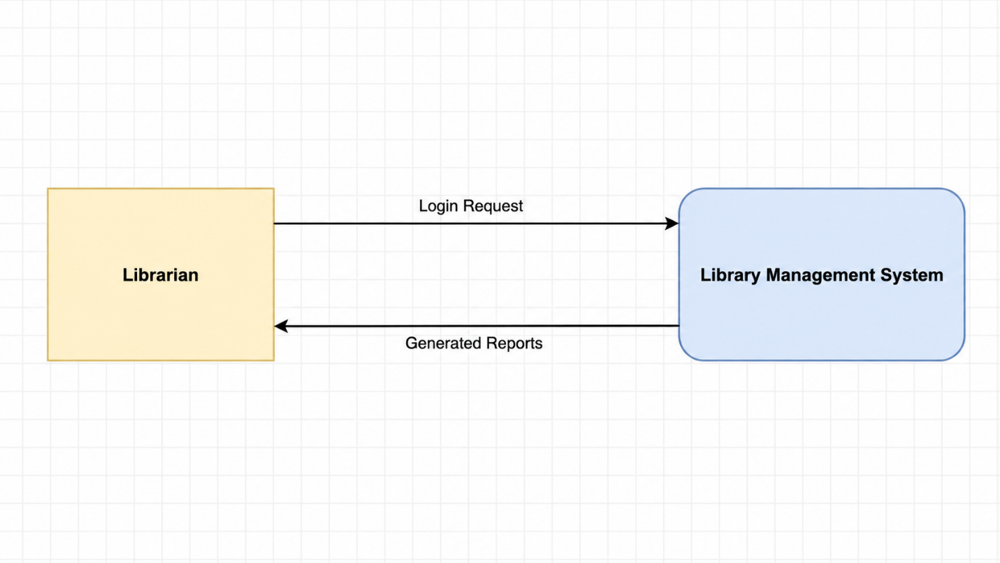 Login Request
Librarian
Library Management System
Generated Reports